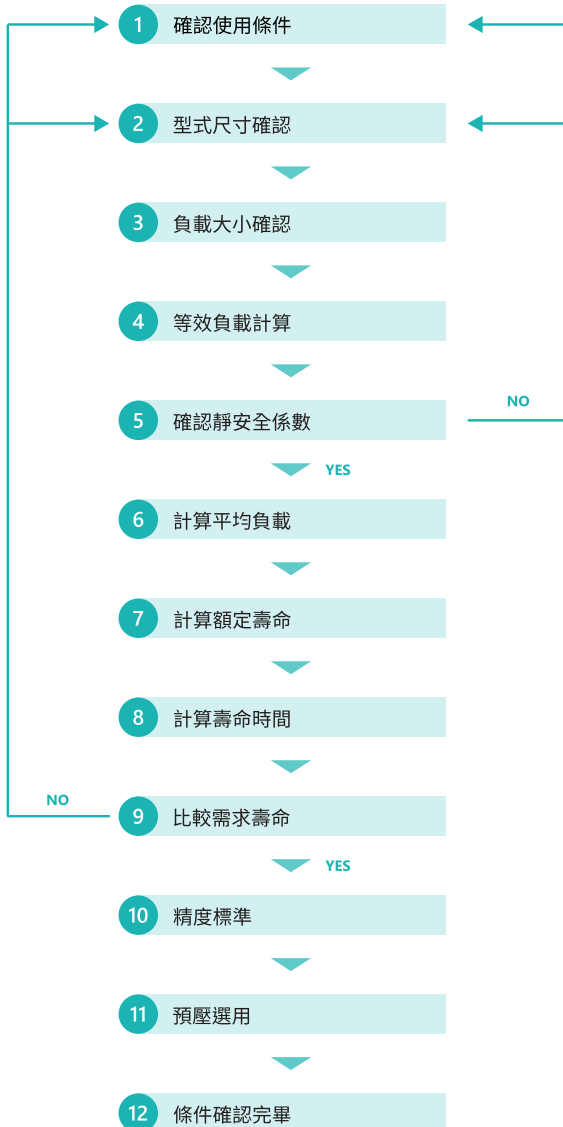 1 確認使用條件
2 型式尺寸確認
3 負載大小確認
4 等效負載計算
NO
5 確認靜安全係數
YES
6 計算平均負載
7 計算額定壽命
8 計算壽命時間
NO
9 比較需求壽命
YES
10 精度標準
11 預壓選用
12 條件確認完畢